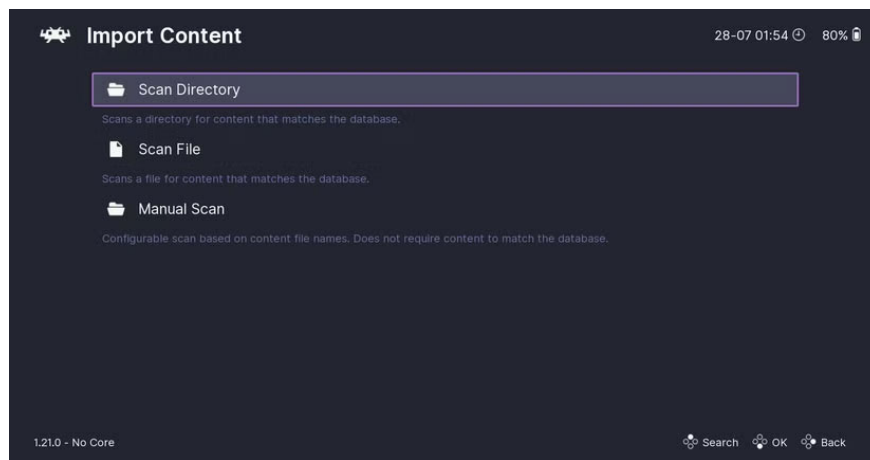 Import Content
28-07 01:54 80%
Scan Directory
Scans a directory for content that matches the database.
Scan File
Scans a file for content that matches the database.
Manual Scan
Configurable scan based on content file names. Does not require content to match the database.
1.21.0 - No Core
Search OK Back